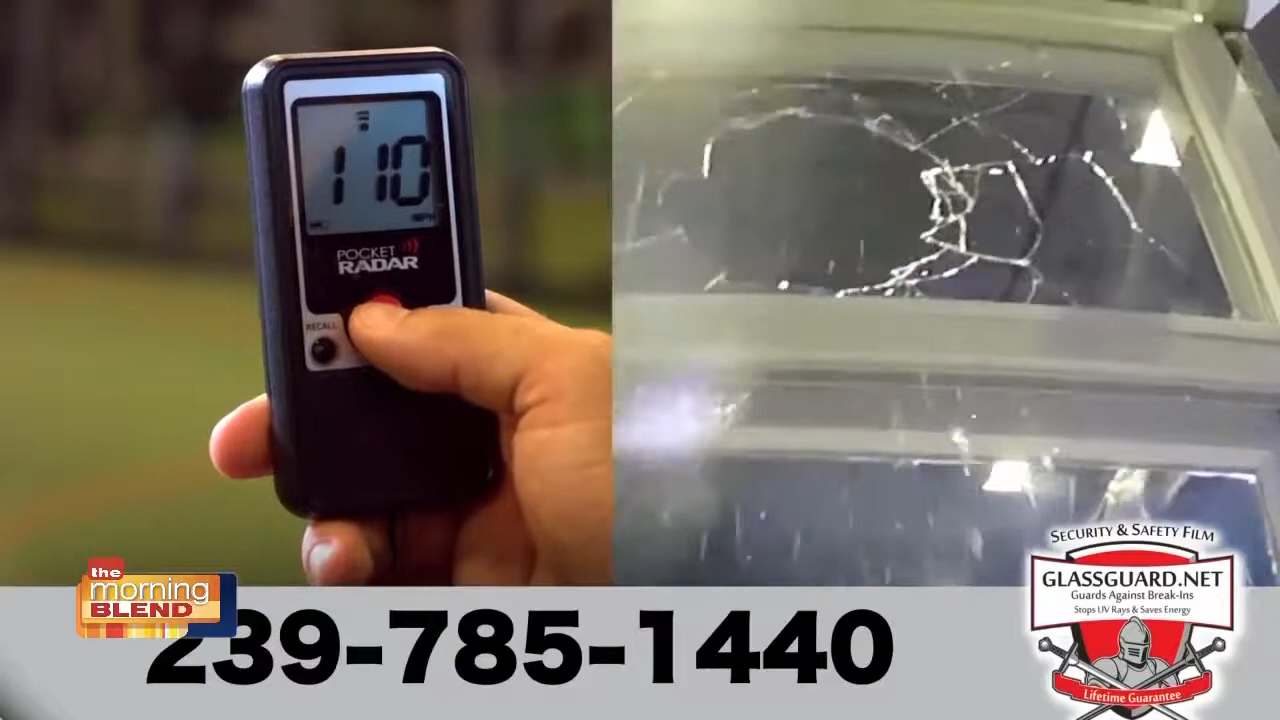 110
MPH
POCKET
RADAR
RECALL
SECURITY & SAFETY FILM
GLASSGUARD.NET
Guards Against Break-Ins
Stops UV Rays & Saves Energy
Lifetime Guarantee
the
morning
BLEND
239-785-1440